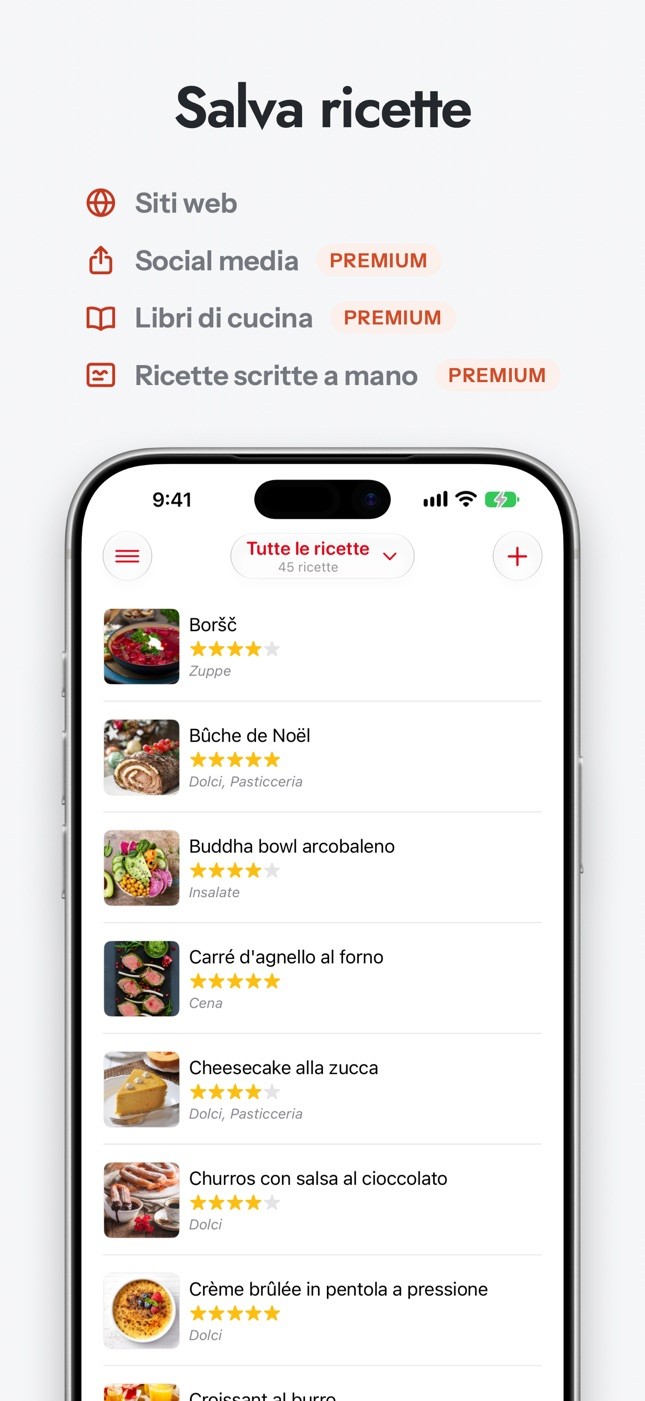 Salva ricette
Siti web
Social media PREMIUM
Libri di cucina PREMIUM
Ricette scritte a mano PREMIUM
9:41
Tutte le ricette
45 ricette
Boršč
Zuppe
Bûche de Noël
Dolci, Pasticceria
Buddha bowl arcobaleno
Insalate
Carré d'agnello al forno
Cena
Cheesecake alla zucca
Dolci, Pasticceria
Churros con salsa al cioccolato
Dolci
Crème brûlée in pentola a pressione
Dolci
Croissant al burro